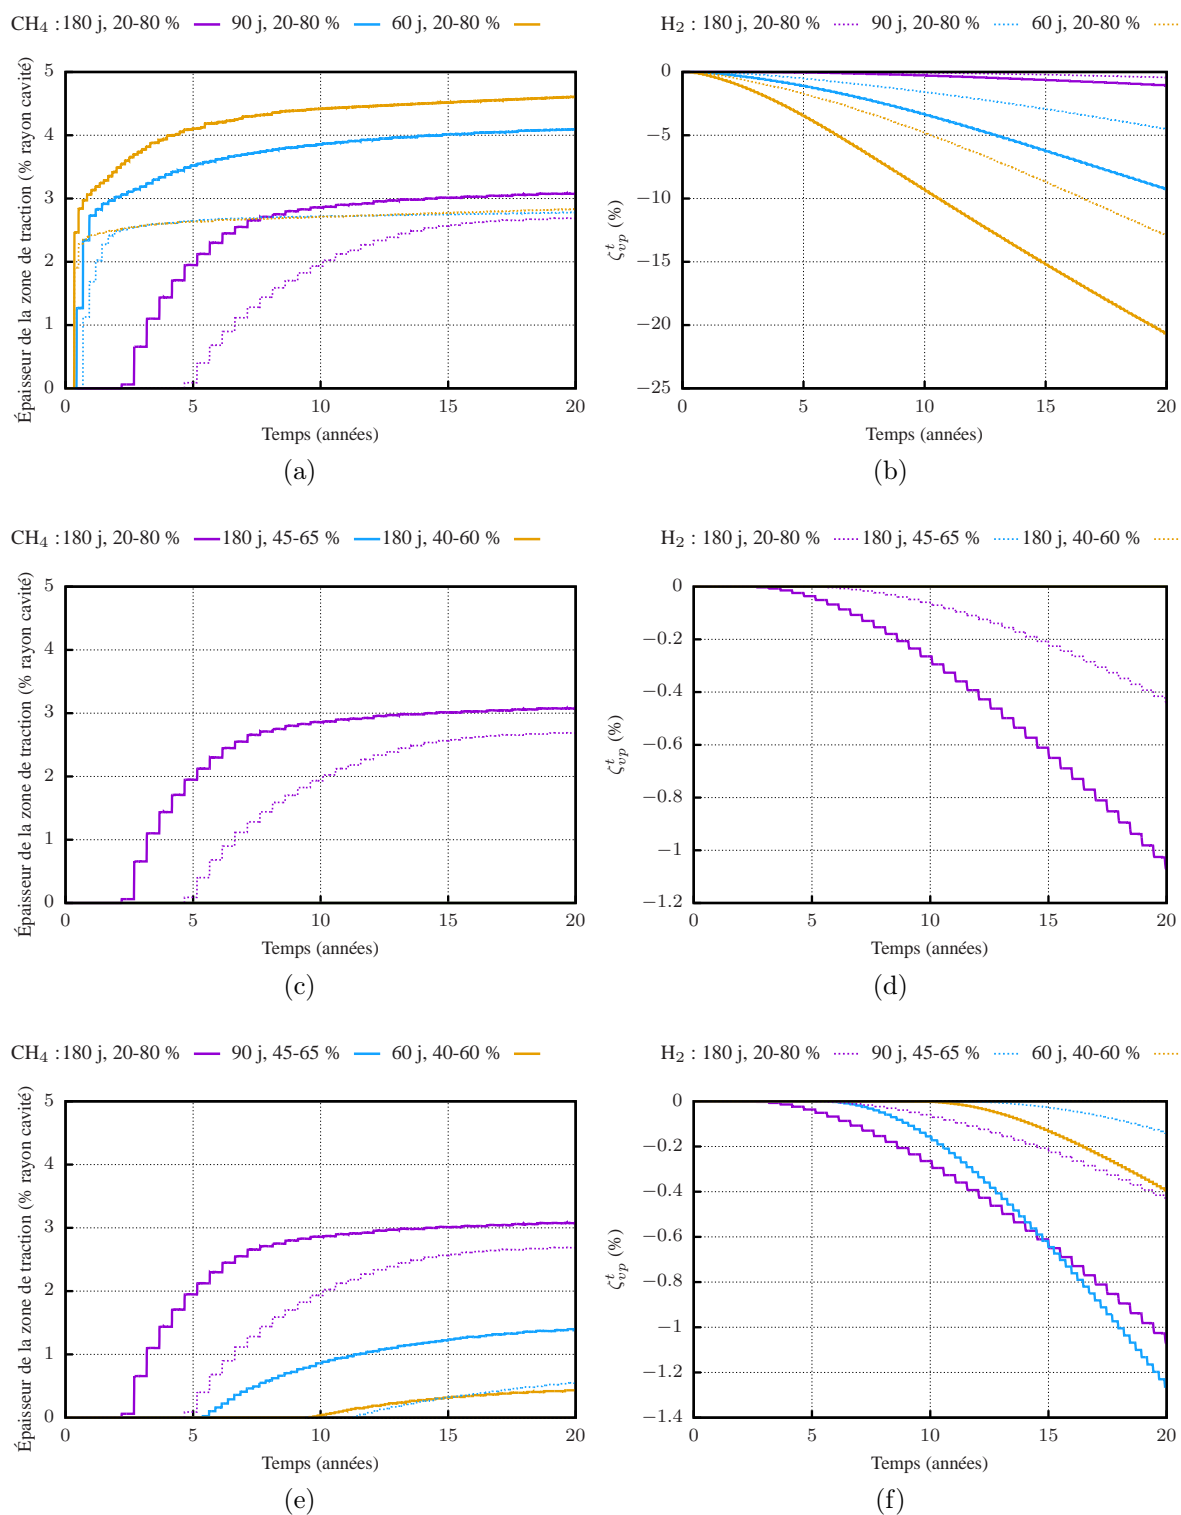 CH4 : 180 j, 20-80 % 90 j, 20-80 % 60 j, 20-80 %
H2 : 180 j, 20-80 % 90 j, 20-80 % 60 j, 20-80 %
Épaisseur de la zone de traction (% rayon cavité)
5
4
3
2
1
0
0 5 10 15 20
Temps (années)
(a)
ζ_vp^t (%)
0
−5
−10
−15
−20
−25
0 5 10 15 20
Temps (années)
(b)
CH4 : 180 j, 20-80 % 180 j, 45-65 % 180 j, 40-60 %
H2 : 180 j, 20-80 % 180 j, 45-65 % 180 j, 40-60 %
Épaisseur de la zone de traction (% rayon cavité)
5
4
3
2
1
0
0 5 10 15 20
Temps (années)
(c)
ζ_vp^t (%)
0
−0.2
−0.4
−0.6
−0.8
−1
−1.2
0 5 10 15 20
Temps (années)
(d)
CH4 : 180 j, 20-80 % 90 j, 45-65 % 60 j, 40-60 %
H2 : 180 j, 20-80 % 90 j, 45-65 % 60 j, 40-60 %
Épaisseur de la zone de traction (% rayon cavité)
5
4
3
2
1
0
0 5 10 15 20
Temps (années)
(e)
ζ_vp^t (%)
0
−0.2
−0.4
−0.6
−0.8
−1
−1.2
−1.4
0 5 10 15 20
Temps (années)
(f)